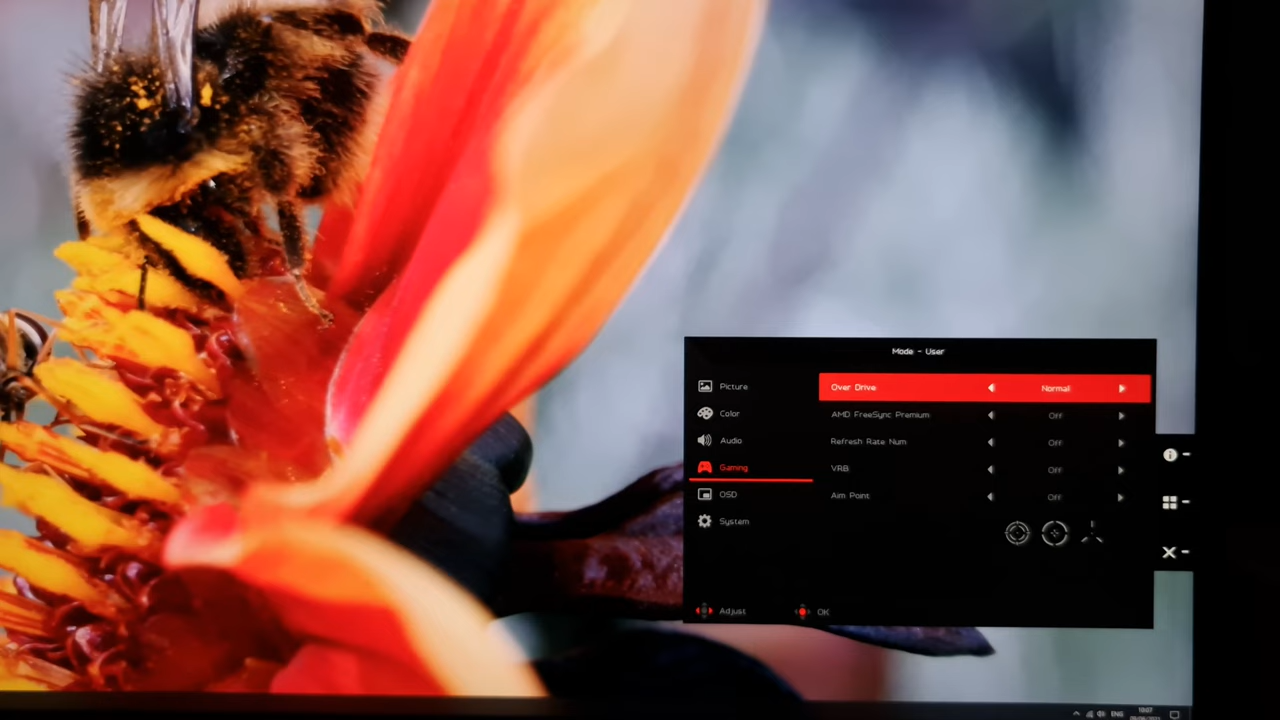 Mode - User
Picture
Color
Audio
Gaming
OSD
System
Over Drive Normal
AMD FreeSync Premium Off
Refresh Rate Num Off
VRB Off
Aim Point Off
Adjust OK
ENG